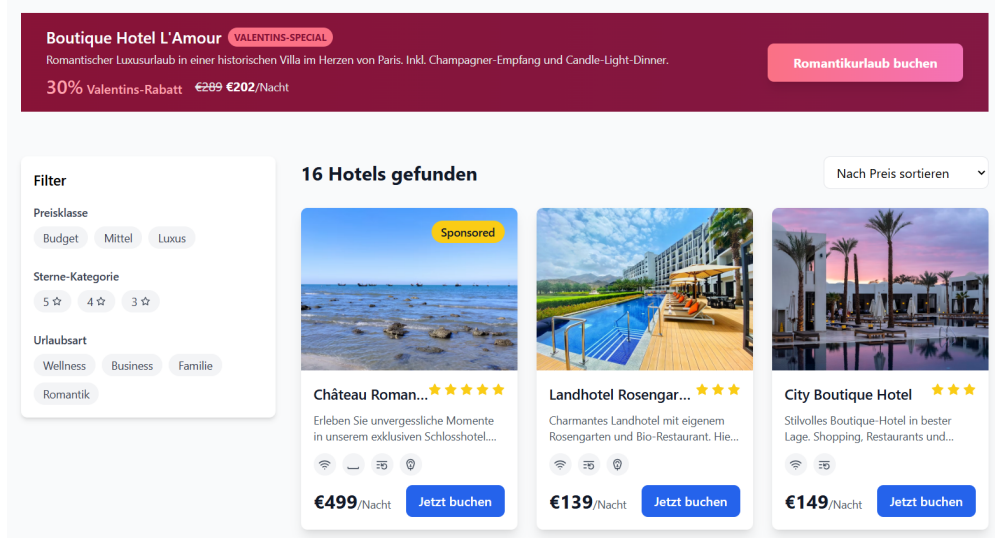 Boutique Hotel L'Amour VALENTINS-SPECIAL
Romantischer Luxusurlaub in einer historischen Villa im Herzen von Paris. Inkl. Champagner-Empfang und Candle-Light-Dinner.
30% Valentins-Rabatt €289 €202/Nacht
Romantikurlaub buchen
Filter
Preisklasse
Budget Mittel Luxus
Sterne-Kategorie
5 4 3
Urlaubsart
Wellness Business Familie
Romantik
16 Hotels gefunden
Nach Preis sortieren
Sponsored
Château Roman...
Erleben Sie unvergessliche Momente
in unserem exklusiven Schlosshotel....
€499/Nacht Jetzt buchen
Landhotel Rosengar...
Charmantes Landhotel mit eigenem
Rosengarten und Bio-Restaurant. Hie...
€139/Nacht Jetzt buchen
City Boutique Hotel
Stilvolles Boutique-Hotel in bester
Lage. Shopping, Restaurants und...
€149/Nacht Jetzt buchen